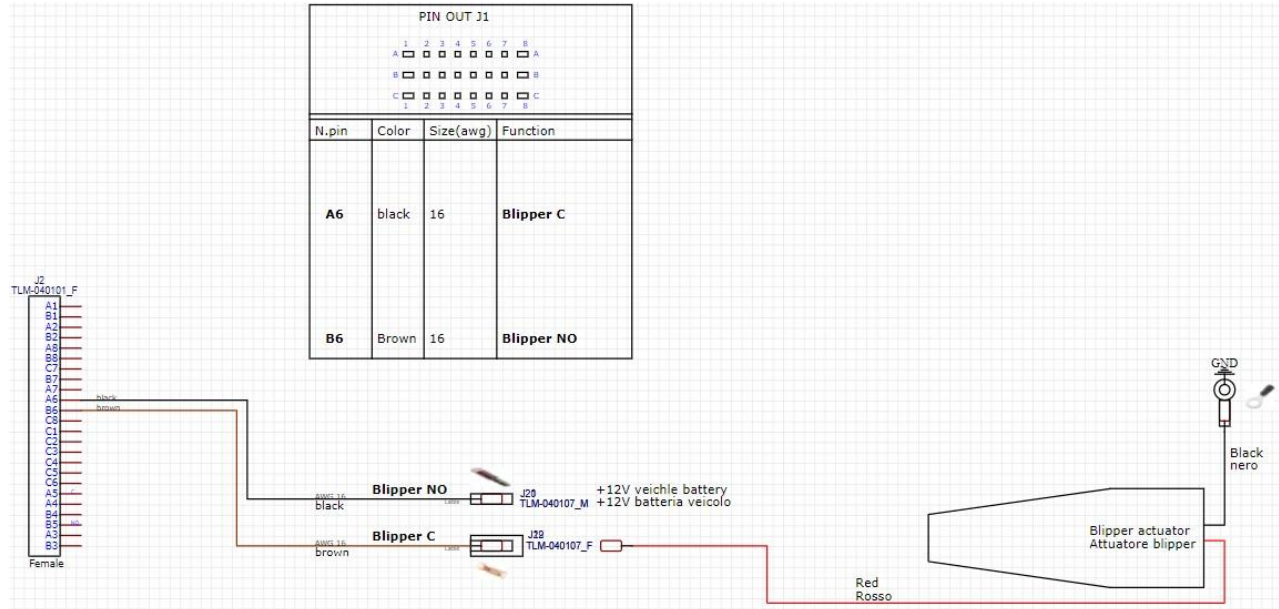 PIN OUT J1
1 2 3 4 5 6 7 8
A A
B B
C C
1 2 3 4 5 6 7 8
N.pin Color Size(awg) Function
A6 black 16 Blipper C
B6 Brown 16 Blipper NO
J2
TLM-040101_F
A1
B1
A2
B2
A8
B8
C7
B7
A7
A6 black
B6 brown
C8
C1
C2
C3
C4
C5
C6
A5 C
A4
B4
B5 NO
A3
B3
Female
GND
Black
nero
Blipper NO
AWG 16
black
TLM-040107_M
+12V veichle battery
+12V batteria veicolo
Blipper C
AWG 16
brown
TLM-040107_F
Blipper actuator
Attuatore blipper
Red
Rosso